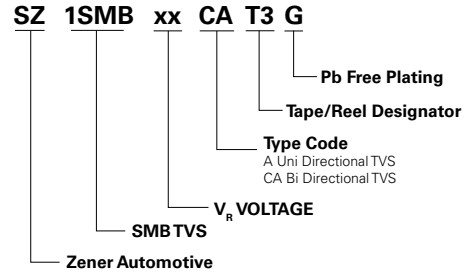 SZ 1SMB xx CA T3 G
Pb Free Plating
Tape/Reel Designator
Type Code
A Uni Directional TVS
CA Bi Directional TVS
VR VOLTAGE
SMB TVS
Zener Automotive